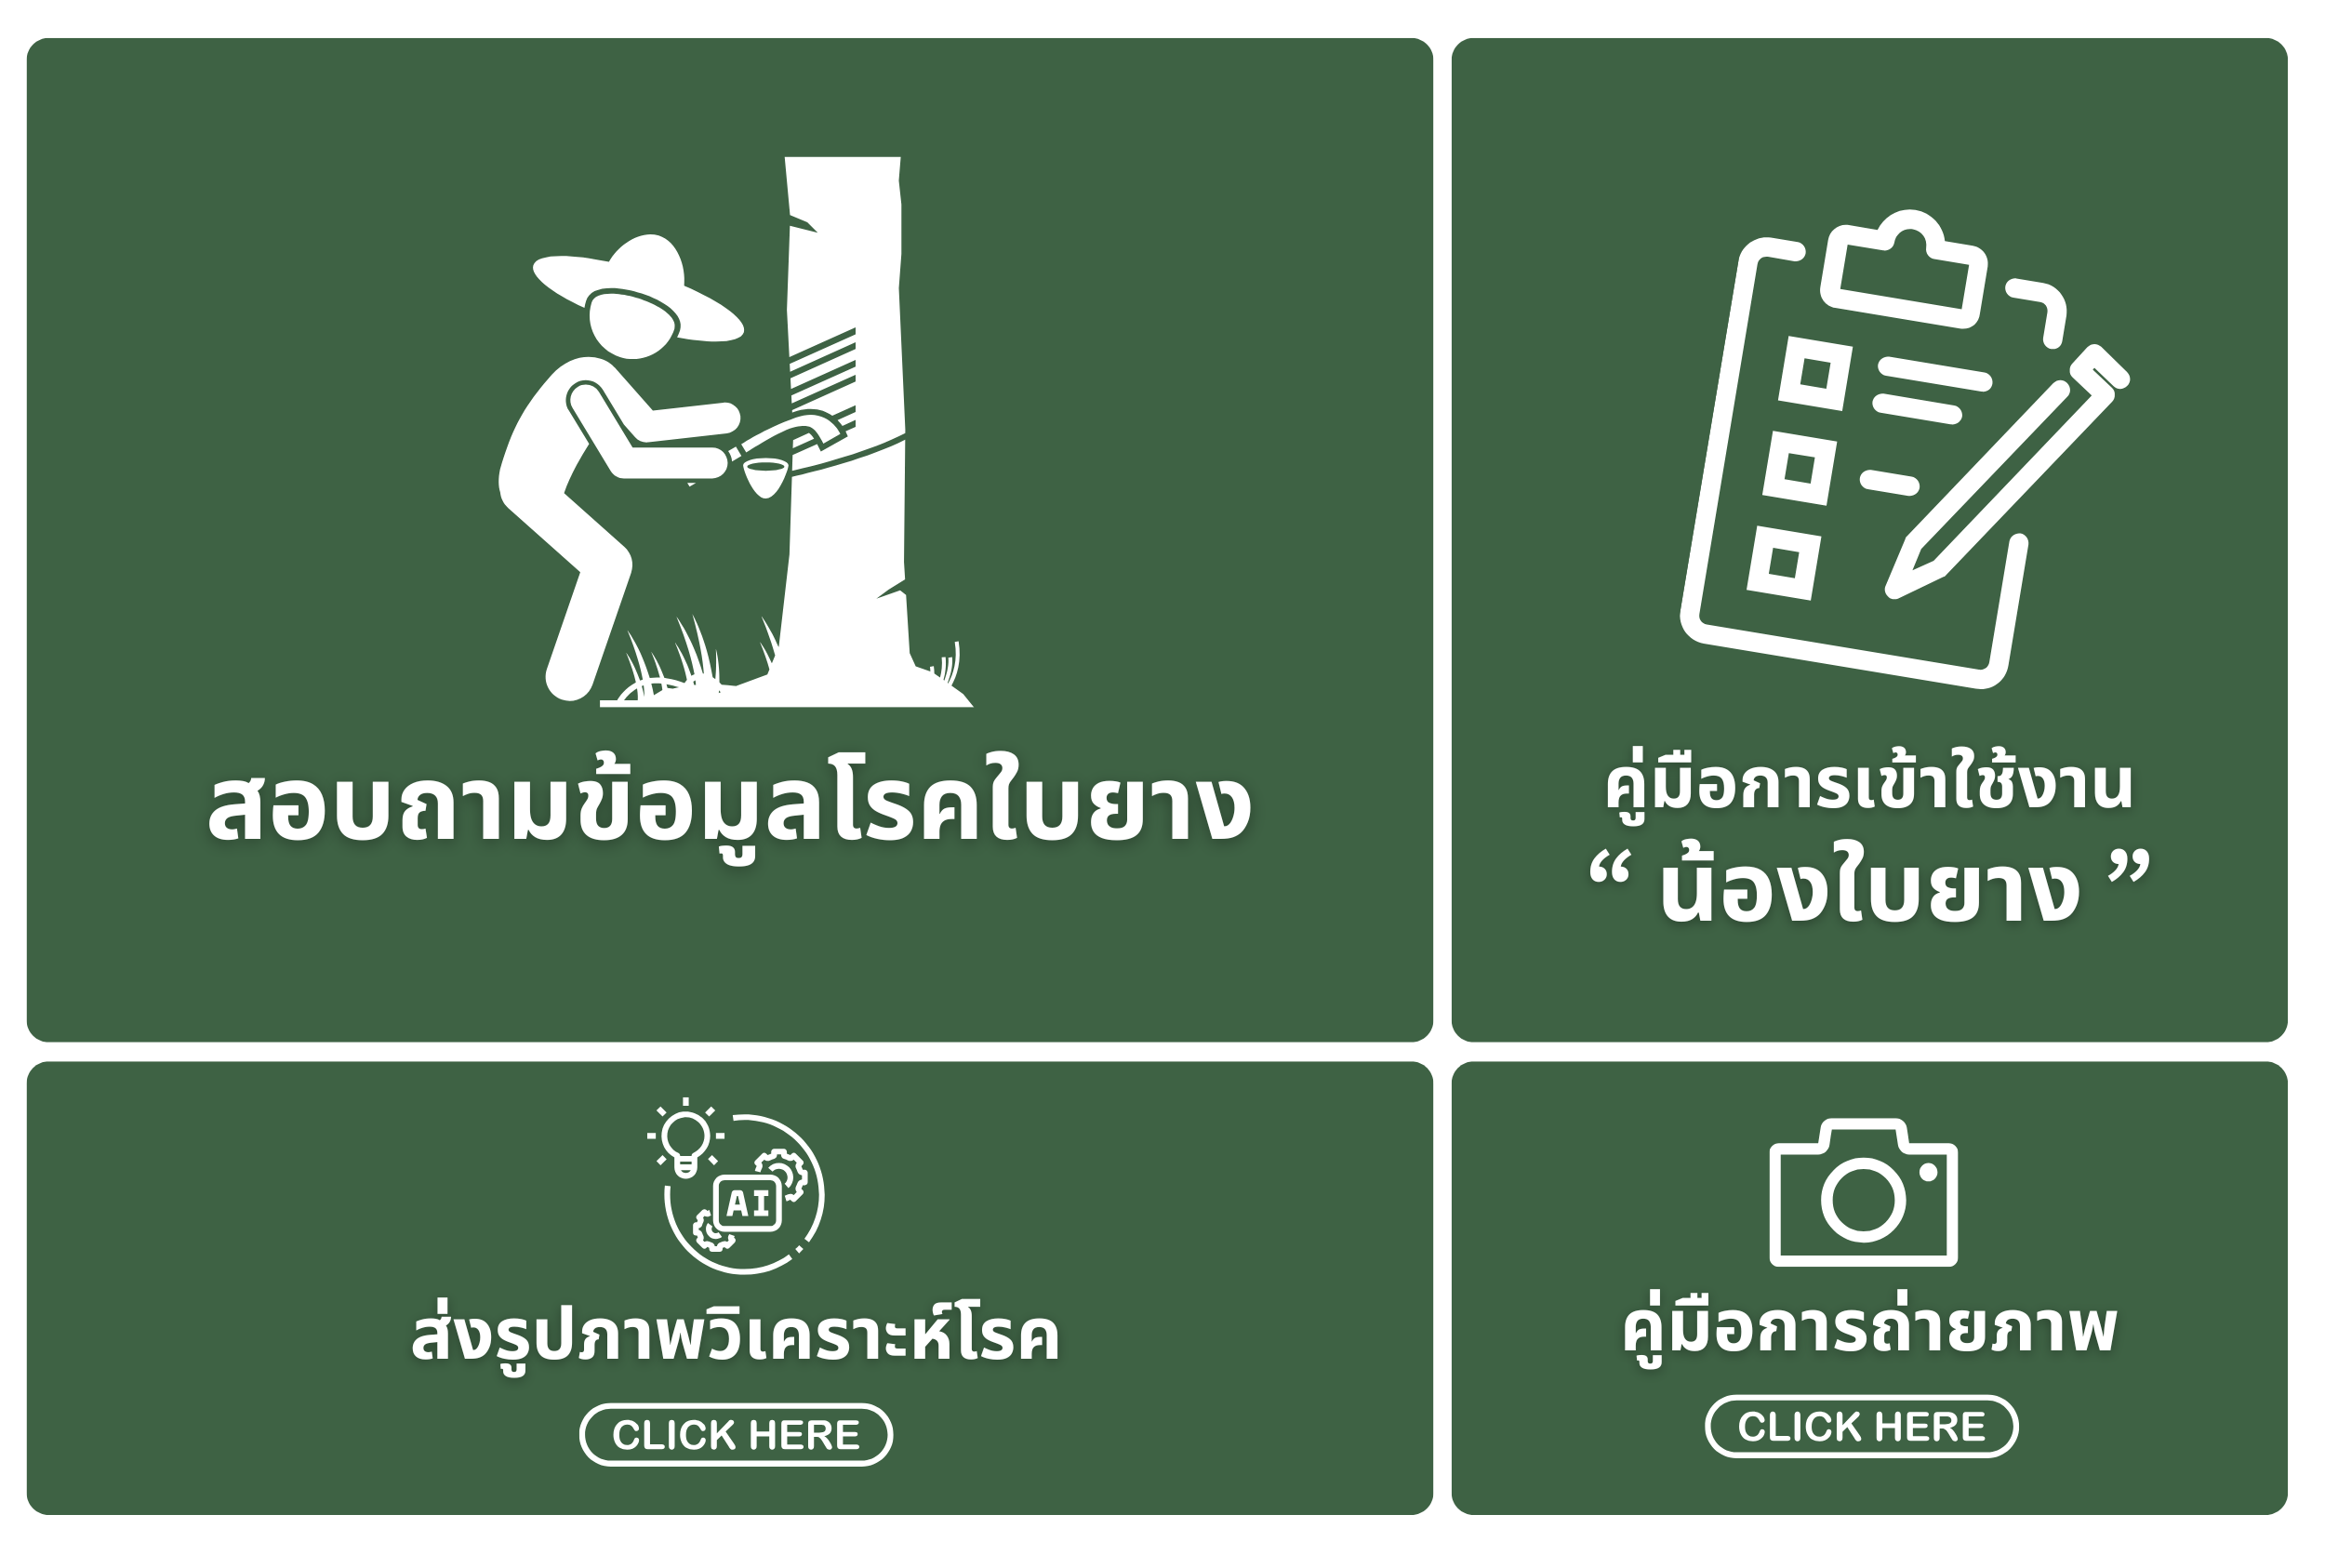 สอบถามข้อมูลโรคใบยาง
คู่มือการเข้าใช้งาน
“ น้องใบยาง ”
AI
ส่งรูปภาพวิเคราะห์โรค
CLICK HERE
คู่มือการถ่ายภาพ
CLICK HERE